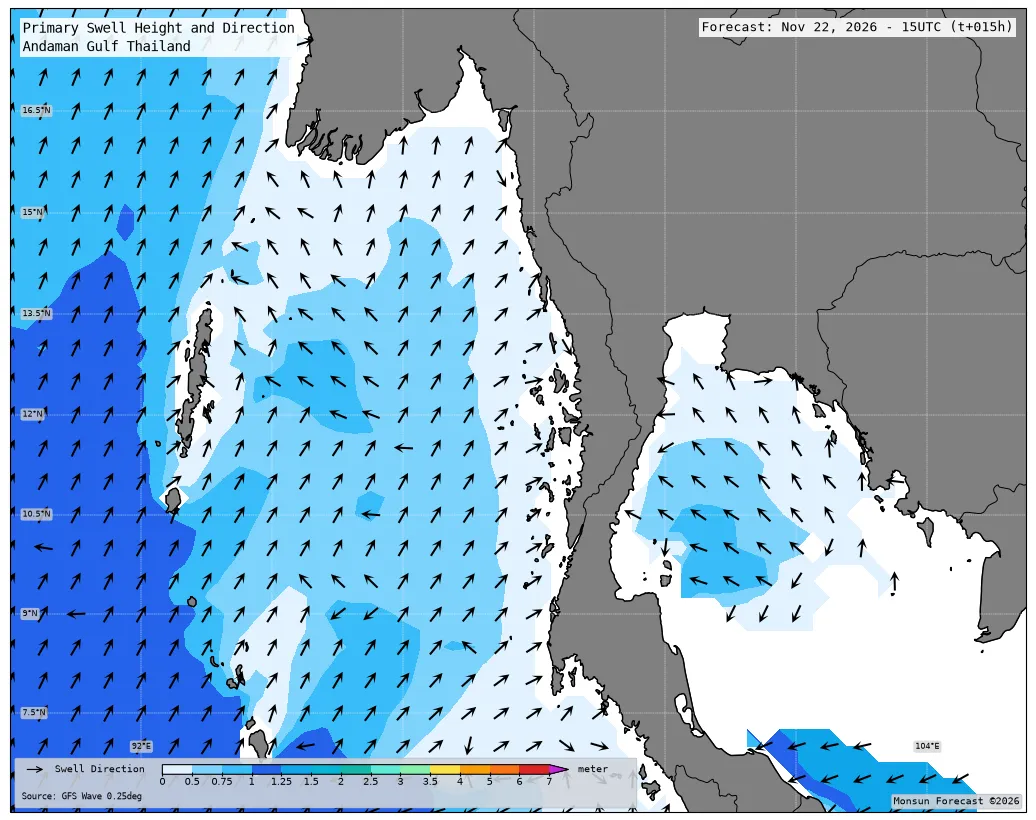 Primary Swell Height and Direction
Andaman Gulf Thailand
Forecast: Nov 22, 2026 - 15UTC (t+015h)
16.5°N
15°N
13.5°N
12°N
10.5°N
9°N
7.5°N
92°E
104°E
Swell Direction
0 0.5 0.75 1 1.25 1.5 2 2.5 3 3.5 4 5 6 7
meter
Source: GFS Wave 0.25deg
Monsun Forecast ©2026